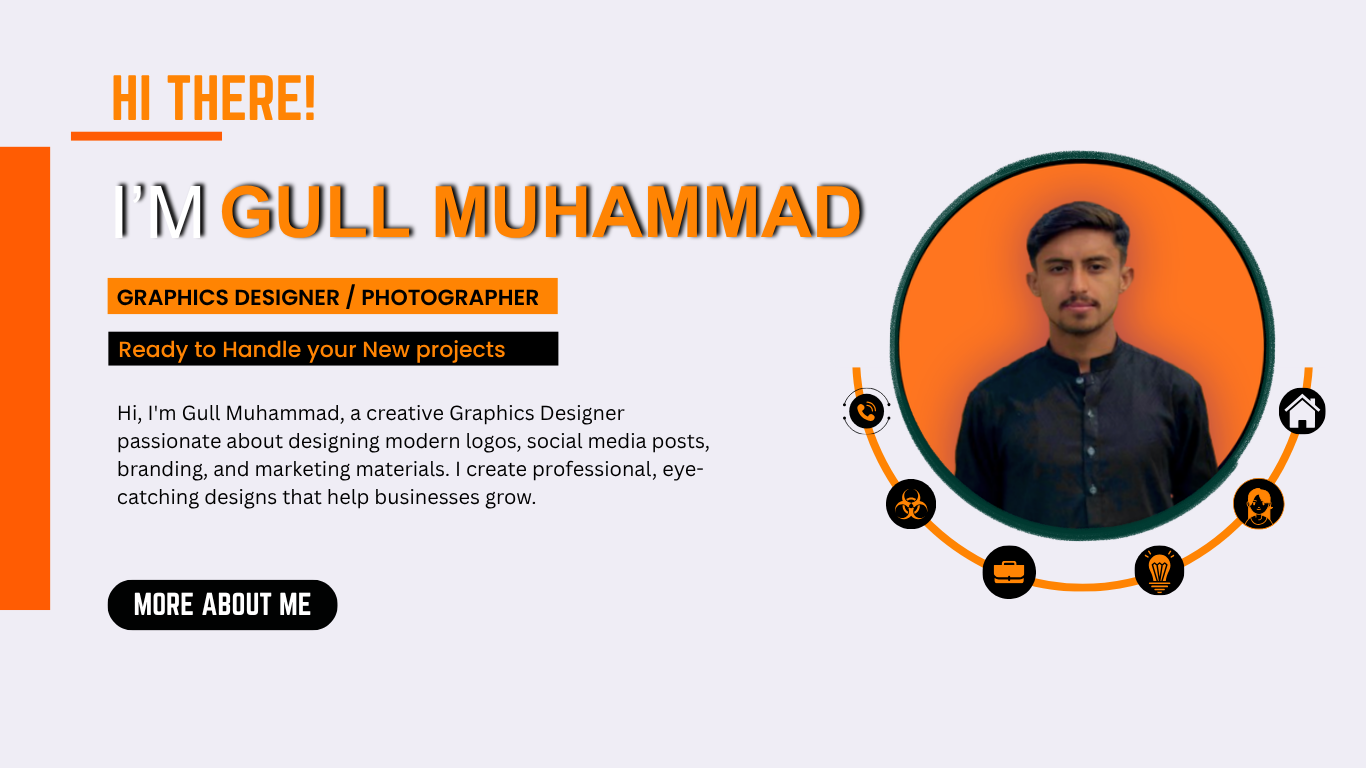 HI THERE!
I'M GULL MUHAMMAD
GRAPHICS DESIGNER / PHOTOGRAPHER
Ready to Handle your New projects
Hi, I'm Gull Muhammad, a creative Graphics Designer
passionate about designing modern logos, social media posts,
branding, and marketing materials. I create professional, eye-
catching designs that help businesses grow.
MORE ABOUT ME